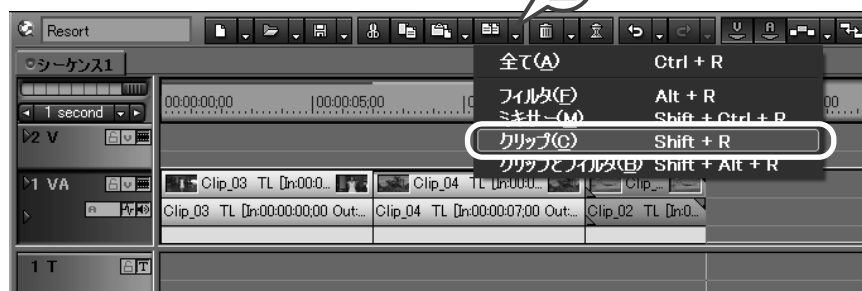 Resort
シーケンス1
全て(A) Ctrl + R
フィルタ(F) Alt + R
ミキサー(M) Shift + Ctrl + R
クリップ(C) Shift + R
クリップとフィルタ(B) Shift + Alt + R
1 second
00:00:00;00 00:00:05;00
2 V
1 VA
Clip_03 TL [In:00:0... Clip_04 TL [In:00:0... Clip_...
Clip_03 TL [In:00:00:00;00 Out:... Clip_04 TL [In:00:00:07;00 Out:... Clip_02 TL [In:0...
1 T